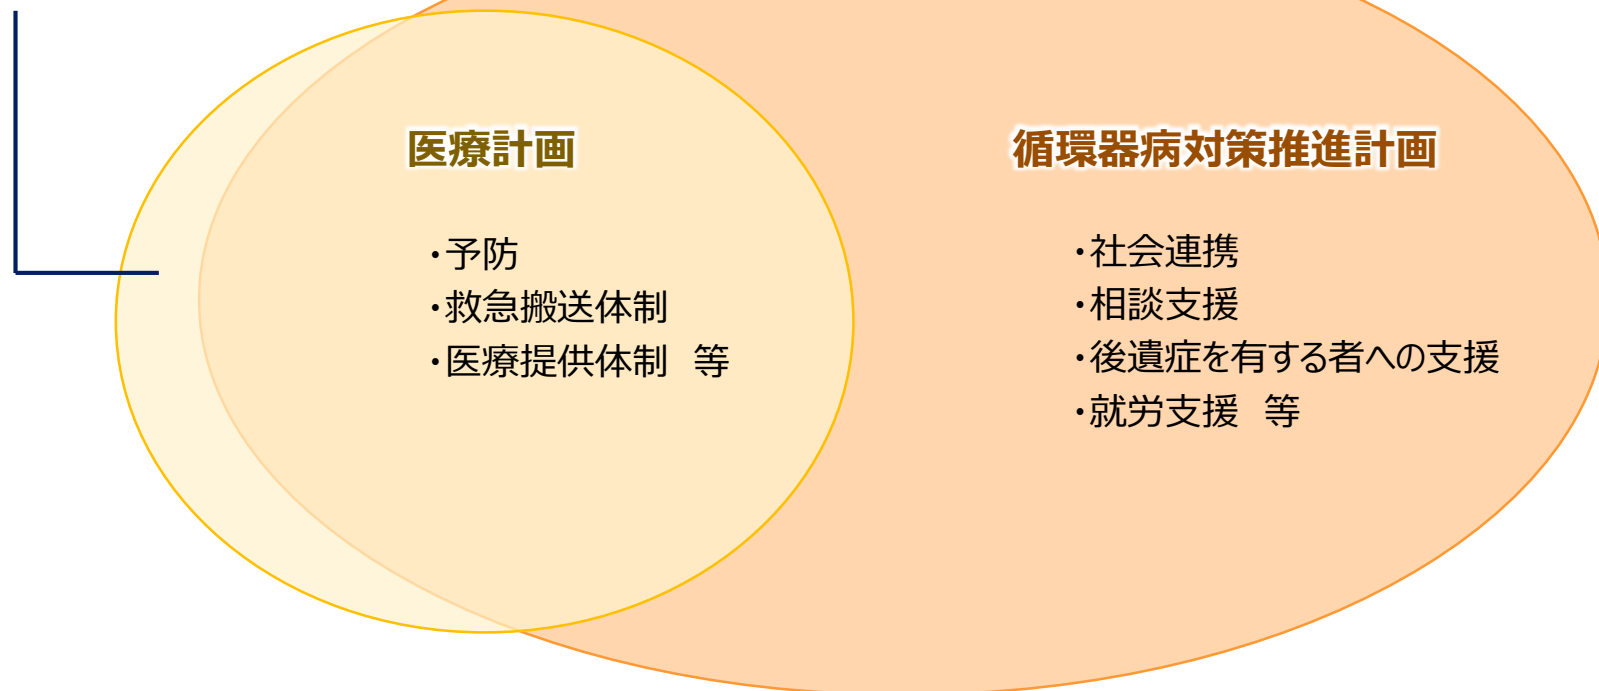 医療計画
・予防
・救急搬送体制
・医療提供体制　等
循環器病対策推進計画
・社会連携
・相談支援
・後遺症を有する者への支援
・就労支援　等